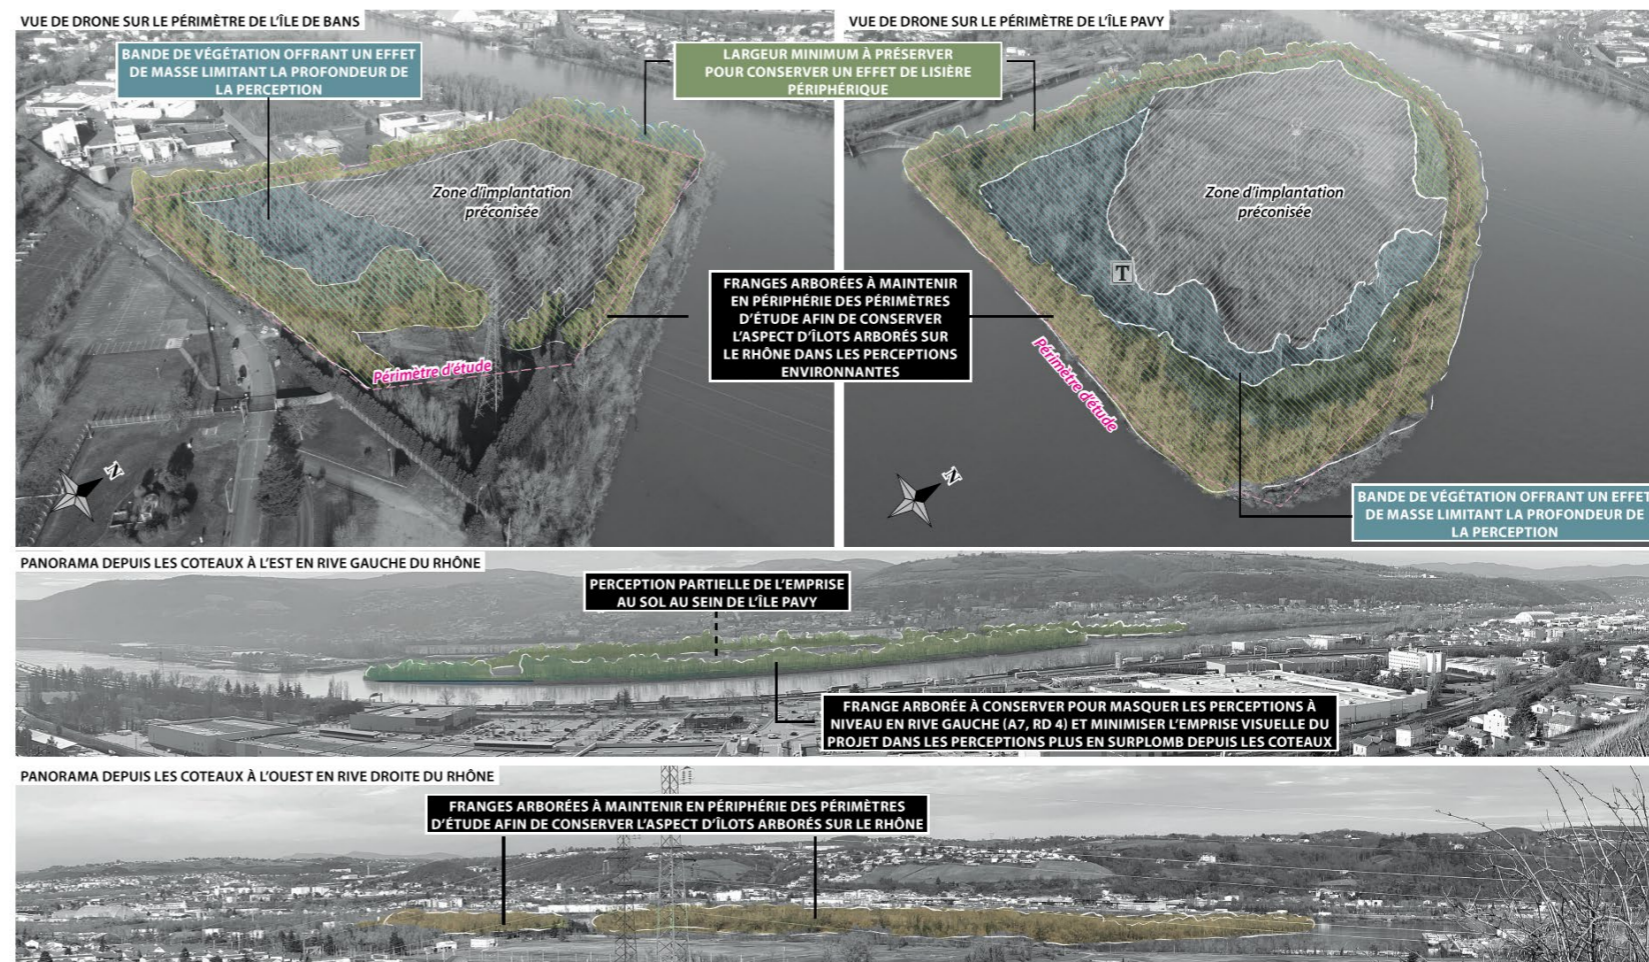 VUE DE DRONE SUR LE PÉRIMÈTRE DE L'ÎLE DE BANS
BANDE DE VÉGÉTATION OFFRANT UN EFFET
DE MASSE LIMITANT LA PROFONDEUR DE
LA PERCEPTION
LARGEUR MINIMUM À PRÉSERVER
POUR CONSERVER UN EFFET DE LISIÈRE
PÉRIPHÉRIQUE
VUE DE DRONE SUR LE PÉRIMÈTRE DE L'ÎLE PAVY
Zone d'implantation
préconisée
Zone d'implantation
préconisée
T
FRANGES ARBORÉES À MAINTENIR
EN PÉRIPHÉRIE DES PÉRIMÈTRES
D'ÉTUDE AFIN DE CONSERVER
L'ASPECT D'ÎLOTS ARBORÉS SUR
LE RHÔNE DANS LES PERCEPTIONS
ENVIRONNANTES
Périmètre d'étude
Périmètre d'étude
N
N
BANDE DE VÉGÉTATION OFFRANT UN EFFET
DE MASSE LIMITANT LA PROFONDEUR DE
LA PERCEPTION
PANORAMA DEPUIS LES COTEAUX À L'EST EN RIVE GAUCHE DU RHÔNE
PERCEPTION PARTIELLE DE L'EMPRISE
AU SOL AU SEIN DE L'ÎLE PAVY
FRANGE ARBORÉE À CONSERVER POUR MASQUER LES PERCEPTIONS À
NIVEAU EN RIVE GAUCHE (A7, RD 4) ET MINIMISER L'EMPRISE VISUELLE DU
PROJET DANS LES PERCEPTIONS PLUS EN SURPLOMB DEPUIS LES COTEAUX
PANORAMA DEPUIS LES COTEAUX À L'OUEST EN RIVE DROITE DU RHÔNE
FRANGES ARBORÉES À MAINTENIR EN PÉRIPHÉRIE DES PÉRIMÈTRES
D'ÉTUDE AFIN DE CONSERVER L'ASPECT D'ÎLOTS ARBORÉS SUR LE RHÔNE